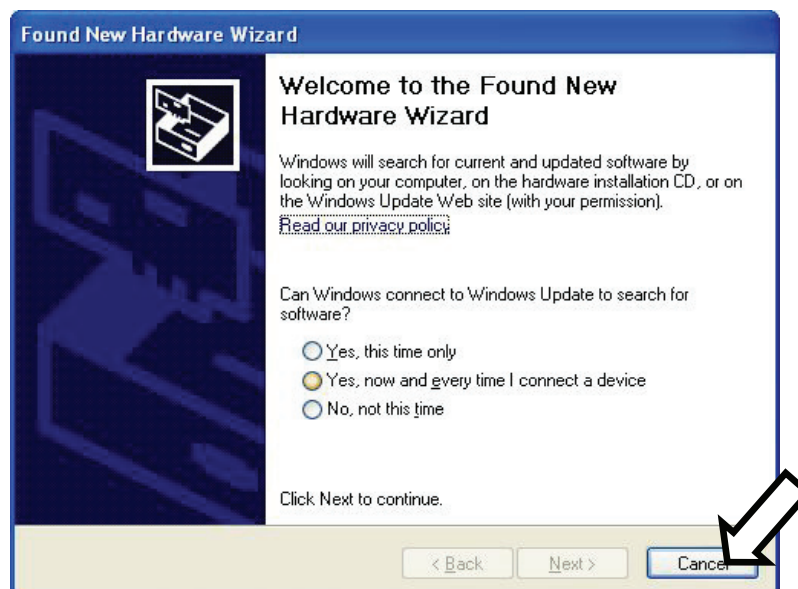 Found New Hardware Wizard
Welcome to the Found New
Hardware Wizard
Windows will search for current and updated software by
looking on your computer, on the hardware installation CD, or on
the Windows Update Web site (with your permission).
Read our privacy policy
Can Windows connect to Windows Update to search for
software?
Yes, this time only
Yes, now and every time I connect a device
No, not this time
Click Next to continue.
< Back
Next >
Cancel